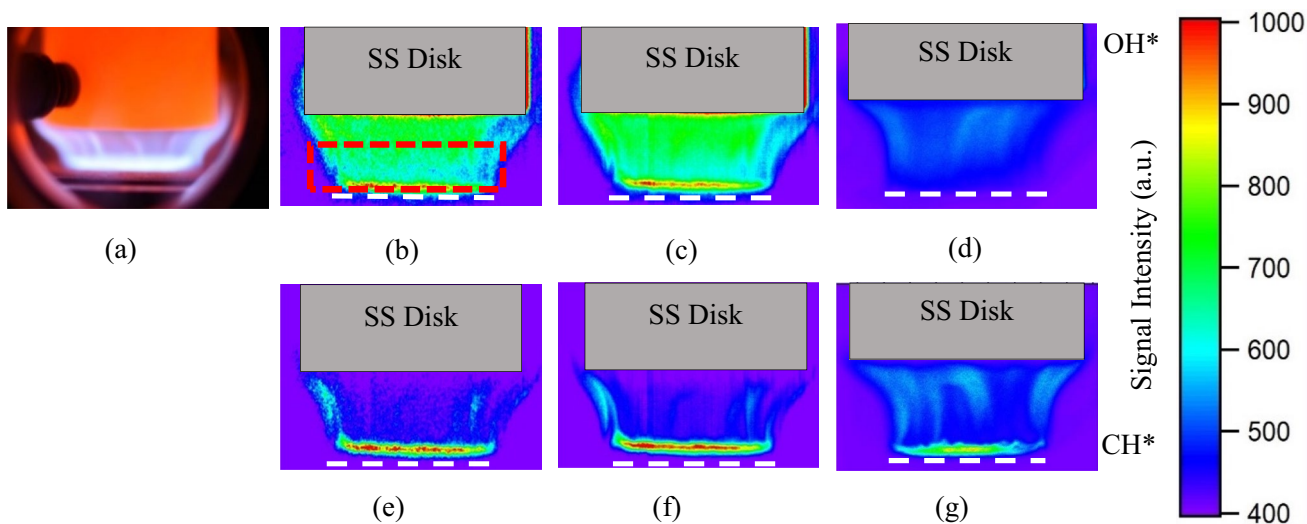 SS Disk
SS Disk
SS Disk
OH*
(a)
(b)
(c)
(d)
SS Disk
SS Disk
SS Disk
CH*
(e)
(f)
(g)
Signal Intensity (a.u.)
1000
900
800
700
600
500
400